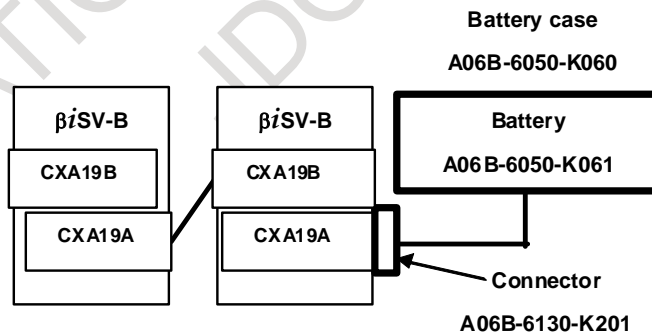 Battery case
A06B-6050-K060
βiSV-B
CXA19B
CXA19A
βiSV-B
CXA19B
CXA19A
Battery
A06B-6050-K061
Connector
A06B-6130-K201